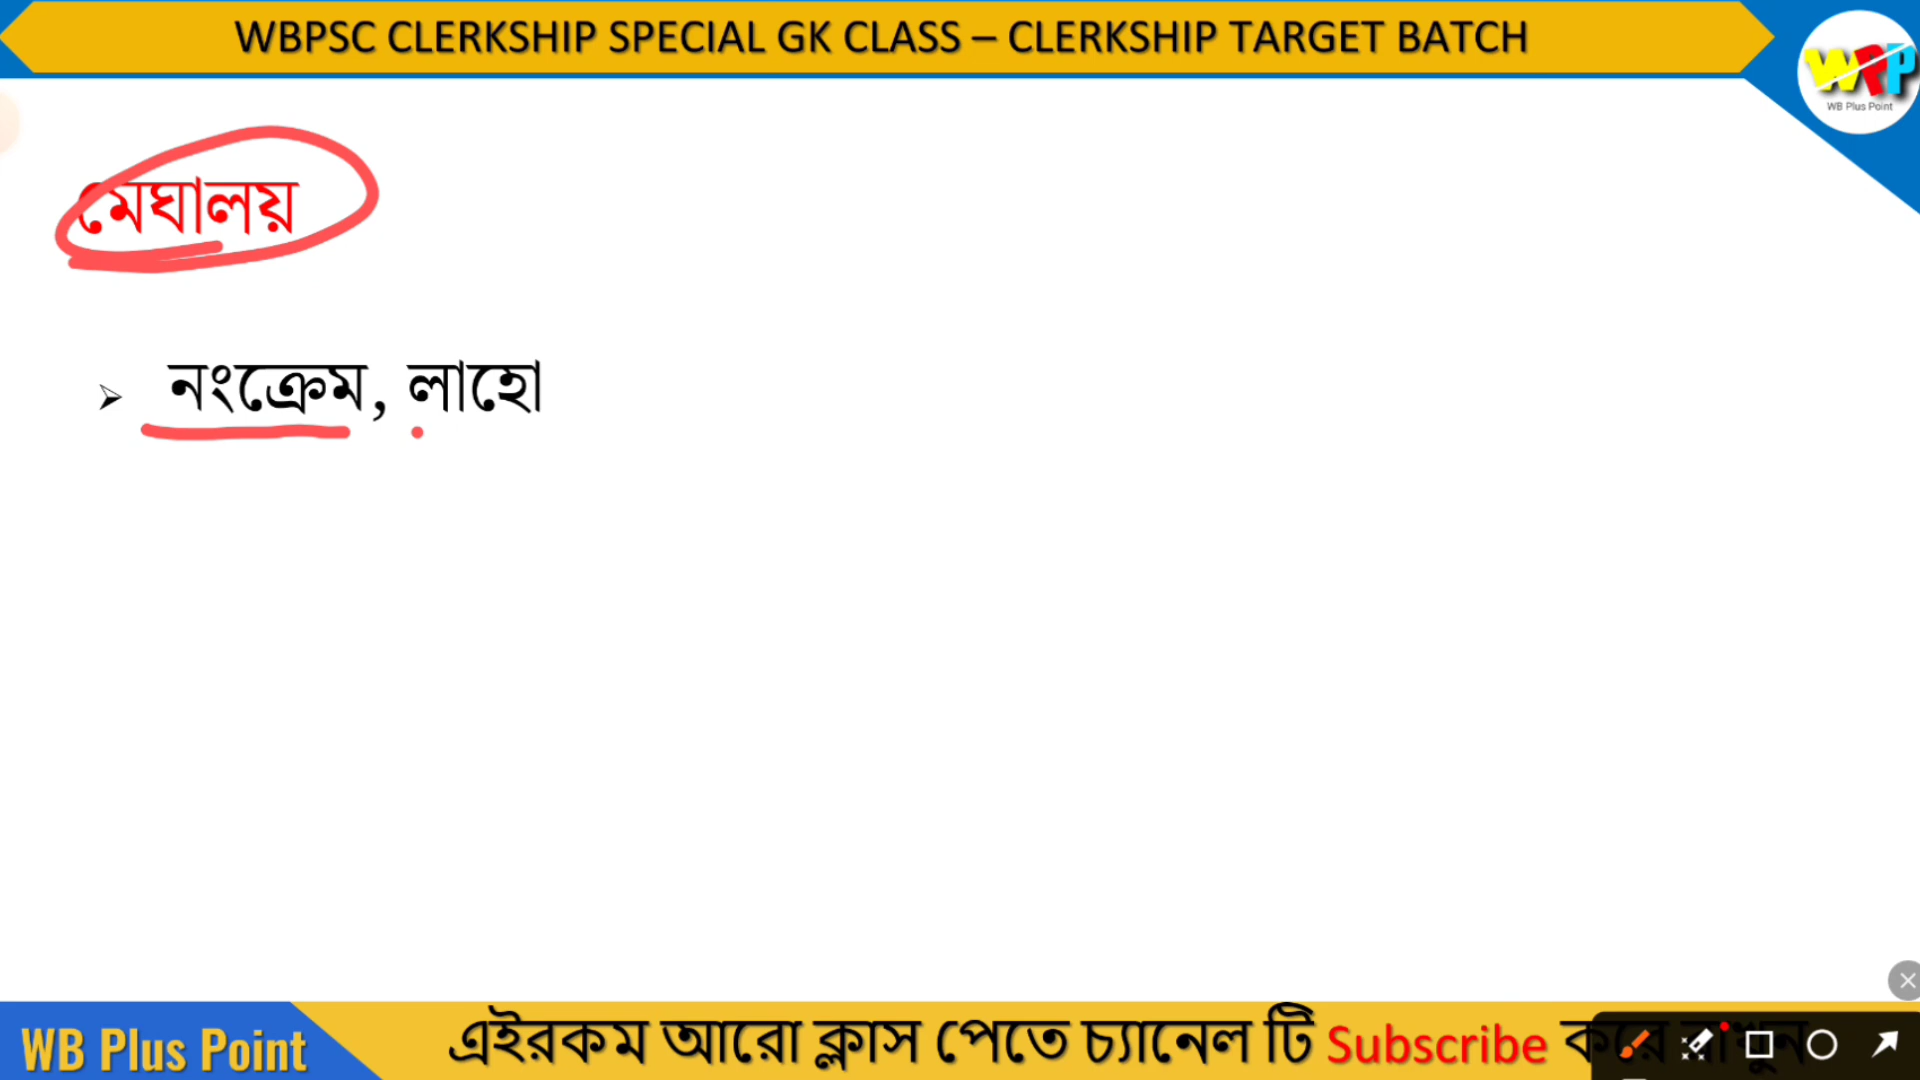 WBPSC CLERKSHIP SPECIAL GK CLASS – CLERKSHIP TARGET BATCH
WRP
WB Plus Point
মেঘালয়
➢ নংক্রেম, লাহো
WB Plus Point
এইরকম আরো ক্লাস পেতে চ্যানেল টি Subscribe করে রাখুন